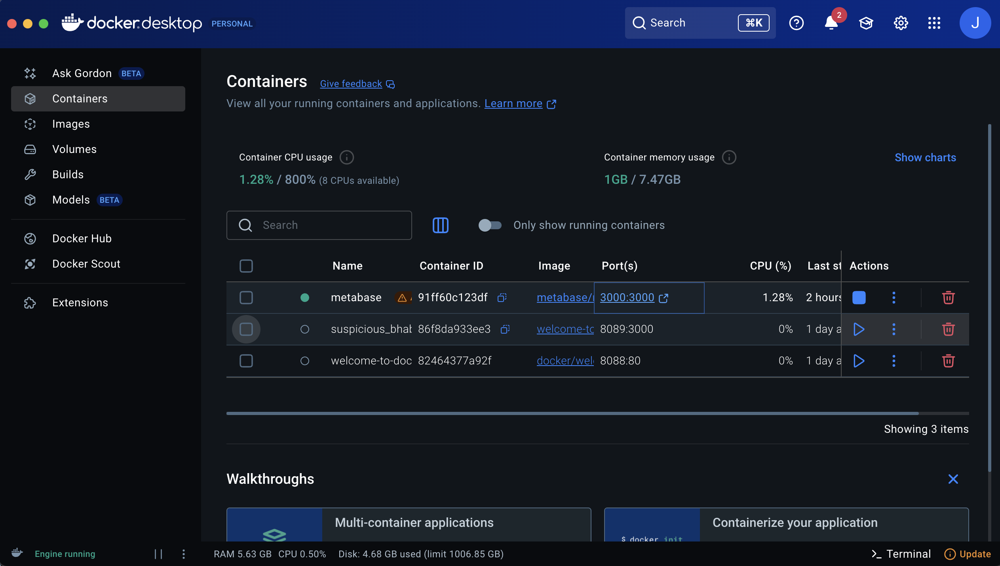 docker desktop PERSONAL
Search ⌘K
2
J
Ask Gordon BETA
Containers
Images
Volumes
Builds
Models BETA
Docker Hub
Docker Scout
Extensions
Containers Give feedback
View all your running containers and applications. Learn more
Container CPU usage
1.28% / 800% (8 CPUs available)
Container memory usage
1GB / 7.47GB
Show charts
Search
Only show running containers
Name Container ID Image Port(s) CPU (%) Last st Actions
metabase 91ff60c123df metabase/ 3000:3000 1.28% 2 hours
suspicious_bhab 86f8da933ee3 welcome-to 8089:3000 0% 1 day a
welcome-to-doc 82464377a92f docker/wel 8088:80 0% 1 day a
Showing 3 items
Walkthroughs
Multi-container applications
Containerize your application
$ docker init
Engine running
RAM 5.63 GB CPU 0.50% Disk: 4.68 GB used (limit 1006.85 GB)
Terminal
Update